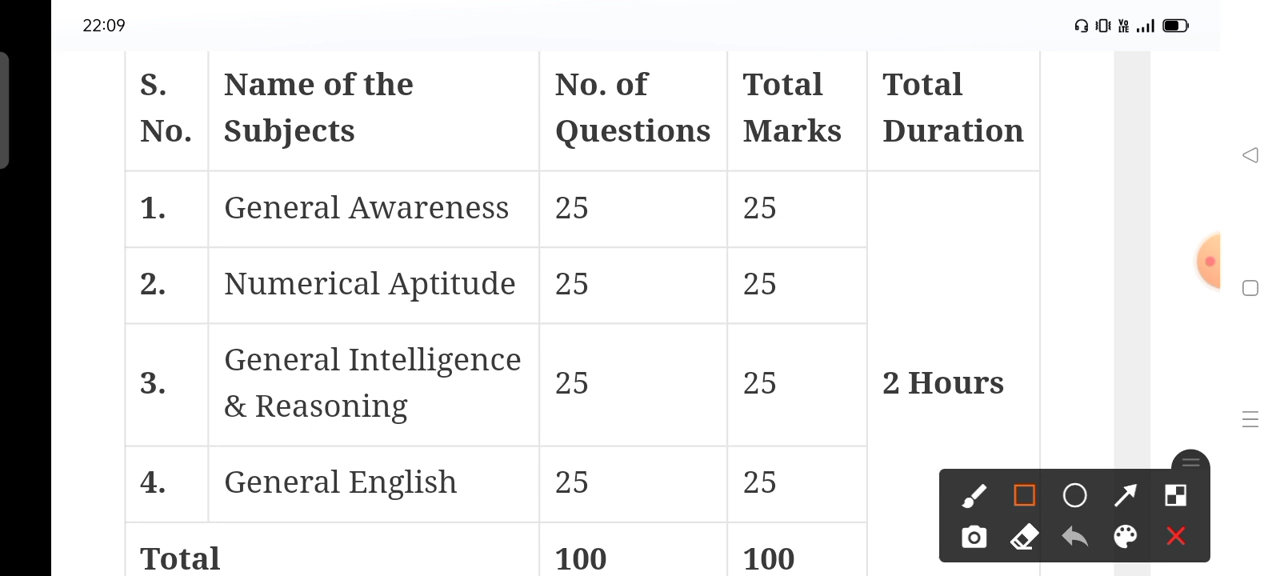 22:09
VO LTE
S. No. Name of the Subjects No. of Questions Total Marks Total Duration
1. General Awareness 25 25
2. Numerical Aptitude 25 25
3. General Intelligence & Reasoning 25 25 2 Hours
4. General English 25 25
Total 100 100